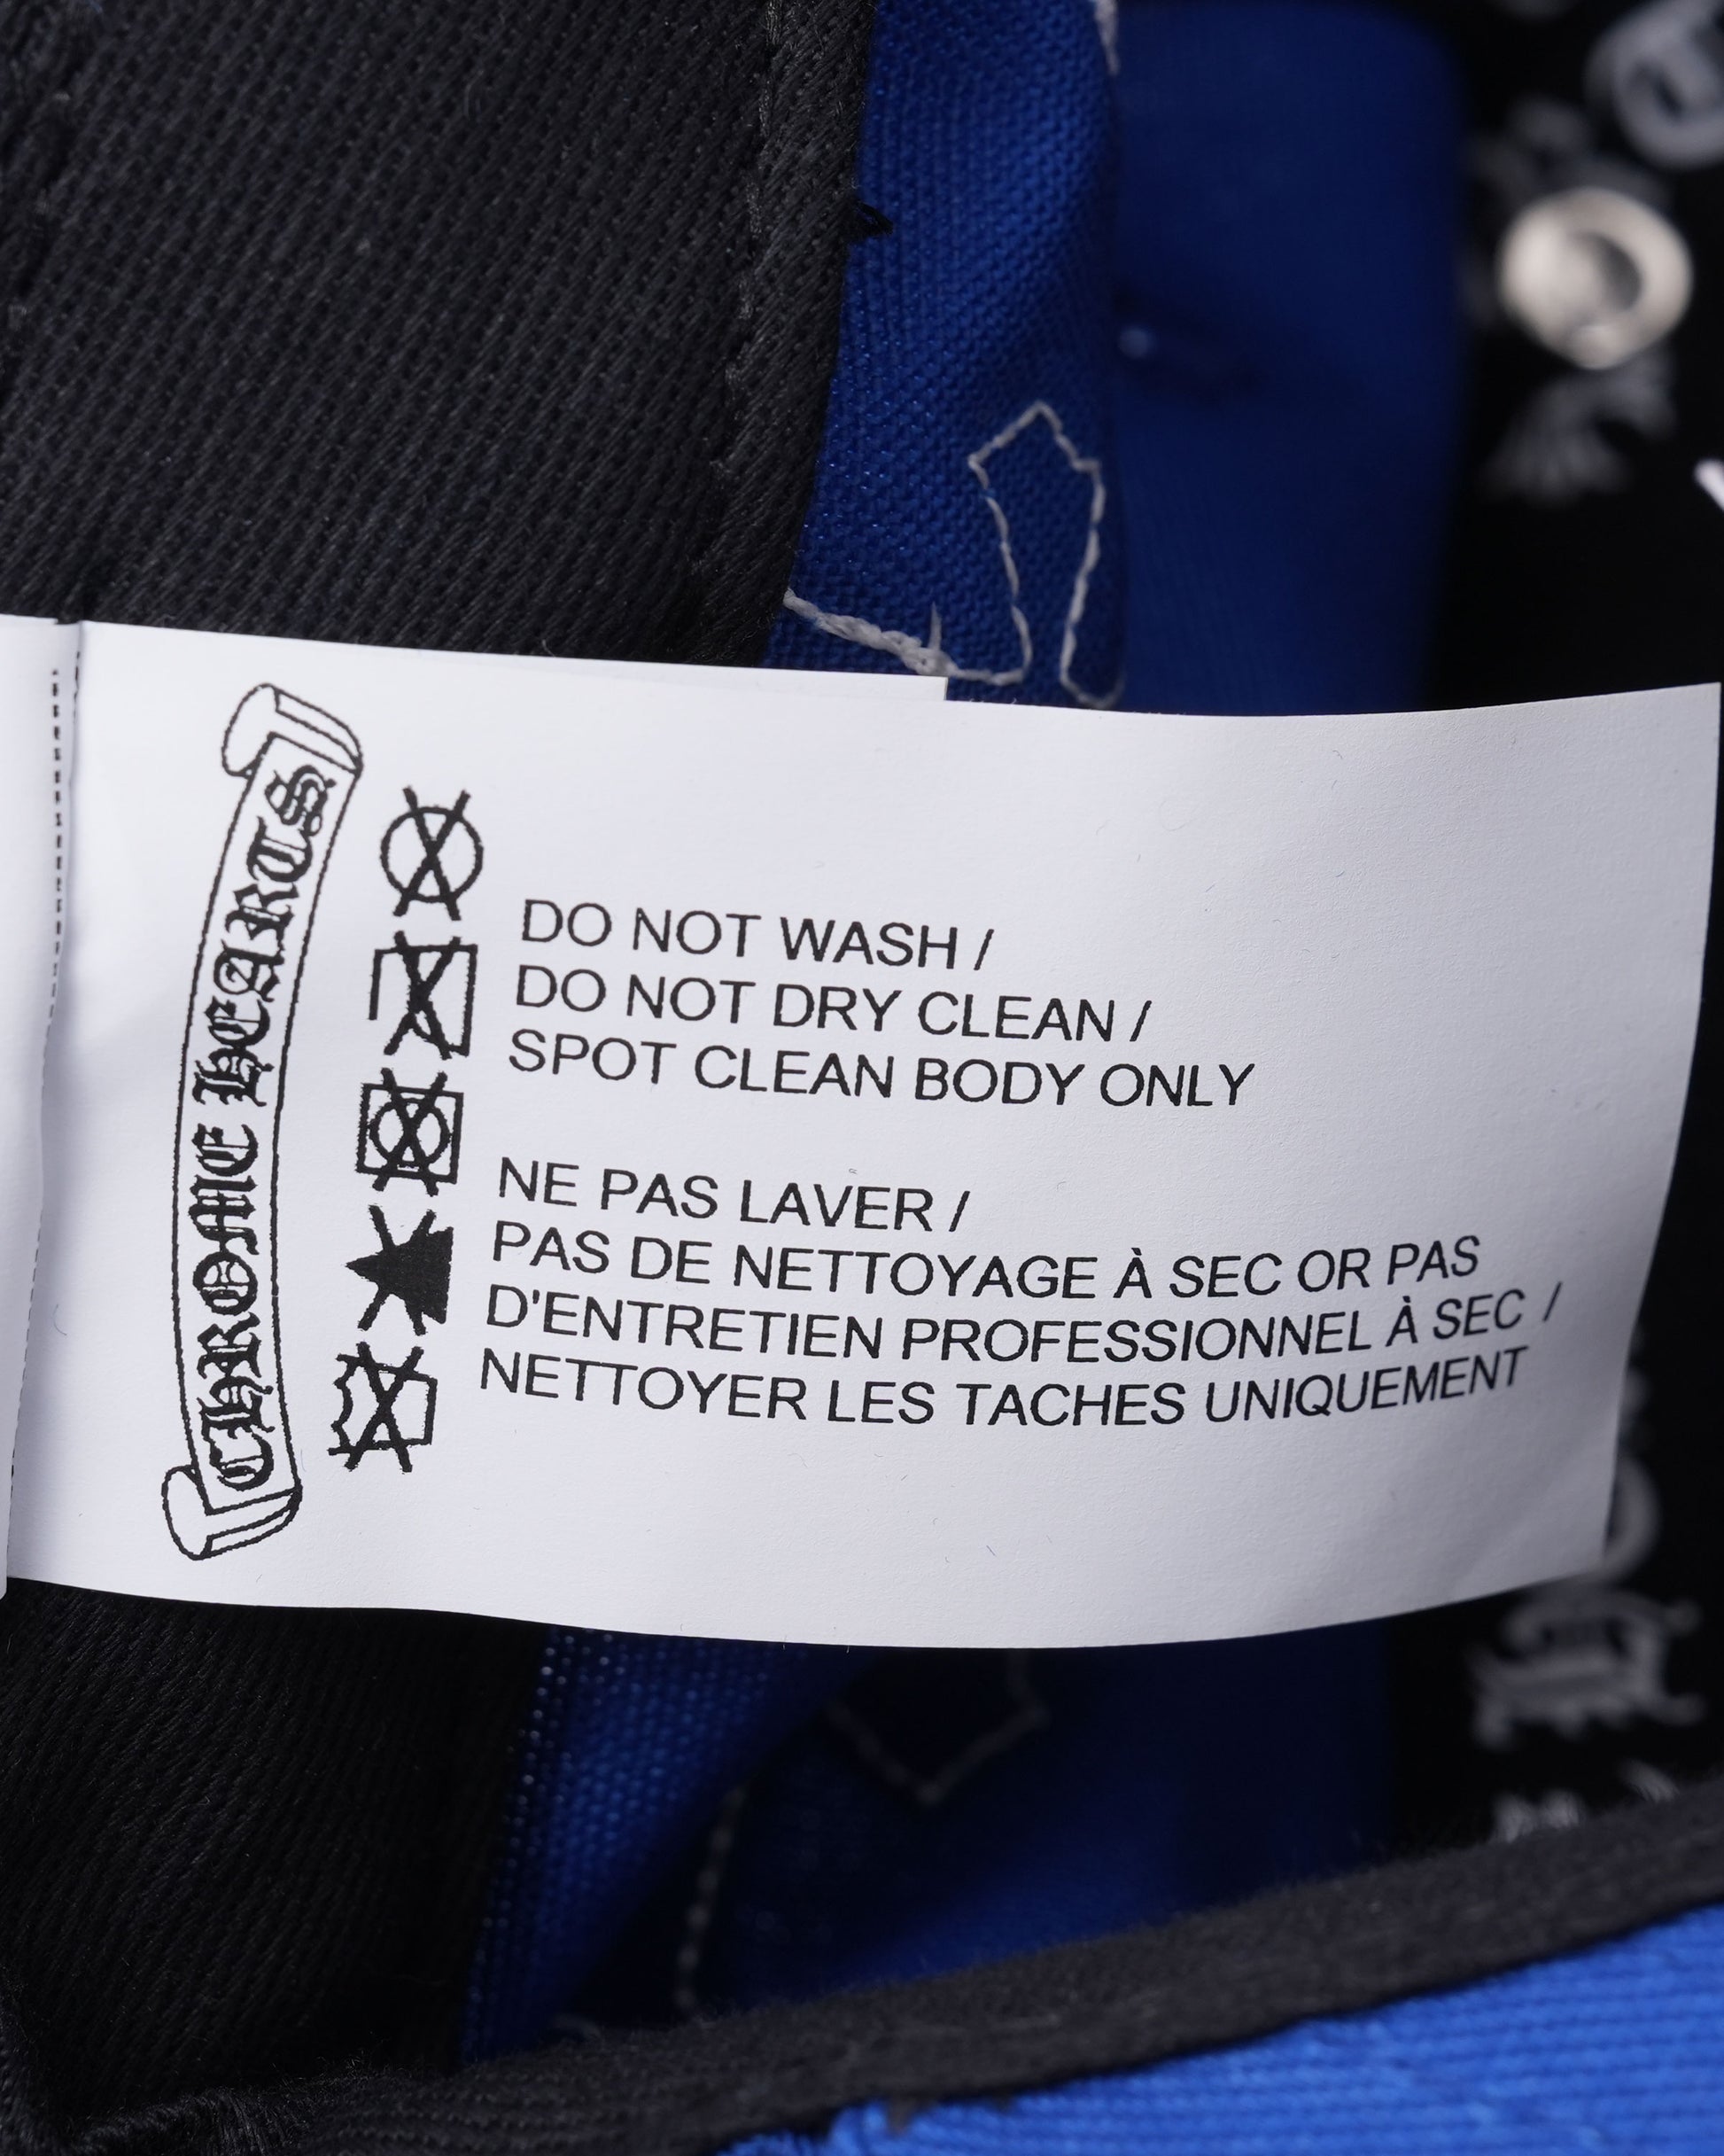 CHROME HEARTS
DO NOT WASH /
DO NOT DRY CLEAN /
SPOT CLEAN BODY ONLY
NE PAS LAVER /
PAS DE NETTOYAGE À SEC OR PAS
D'ENTRETIEN PROFESSIONNEL À SEC /
NETTOYER LES TACHES UNIQUEMENT